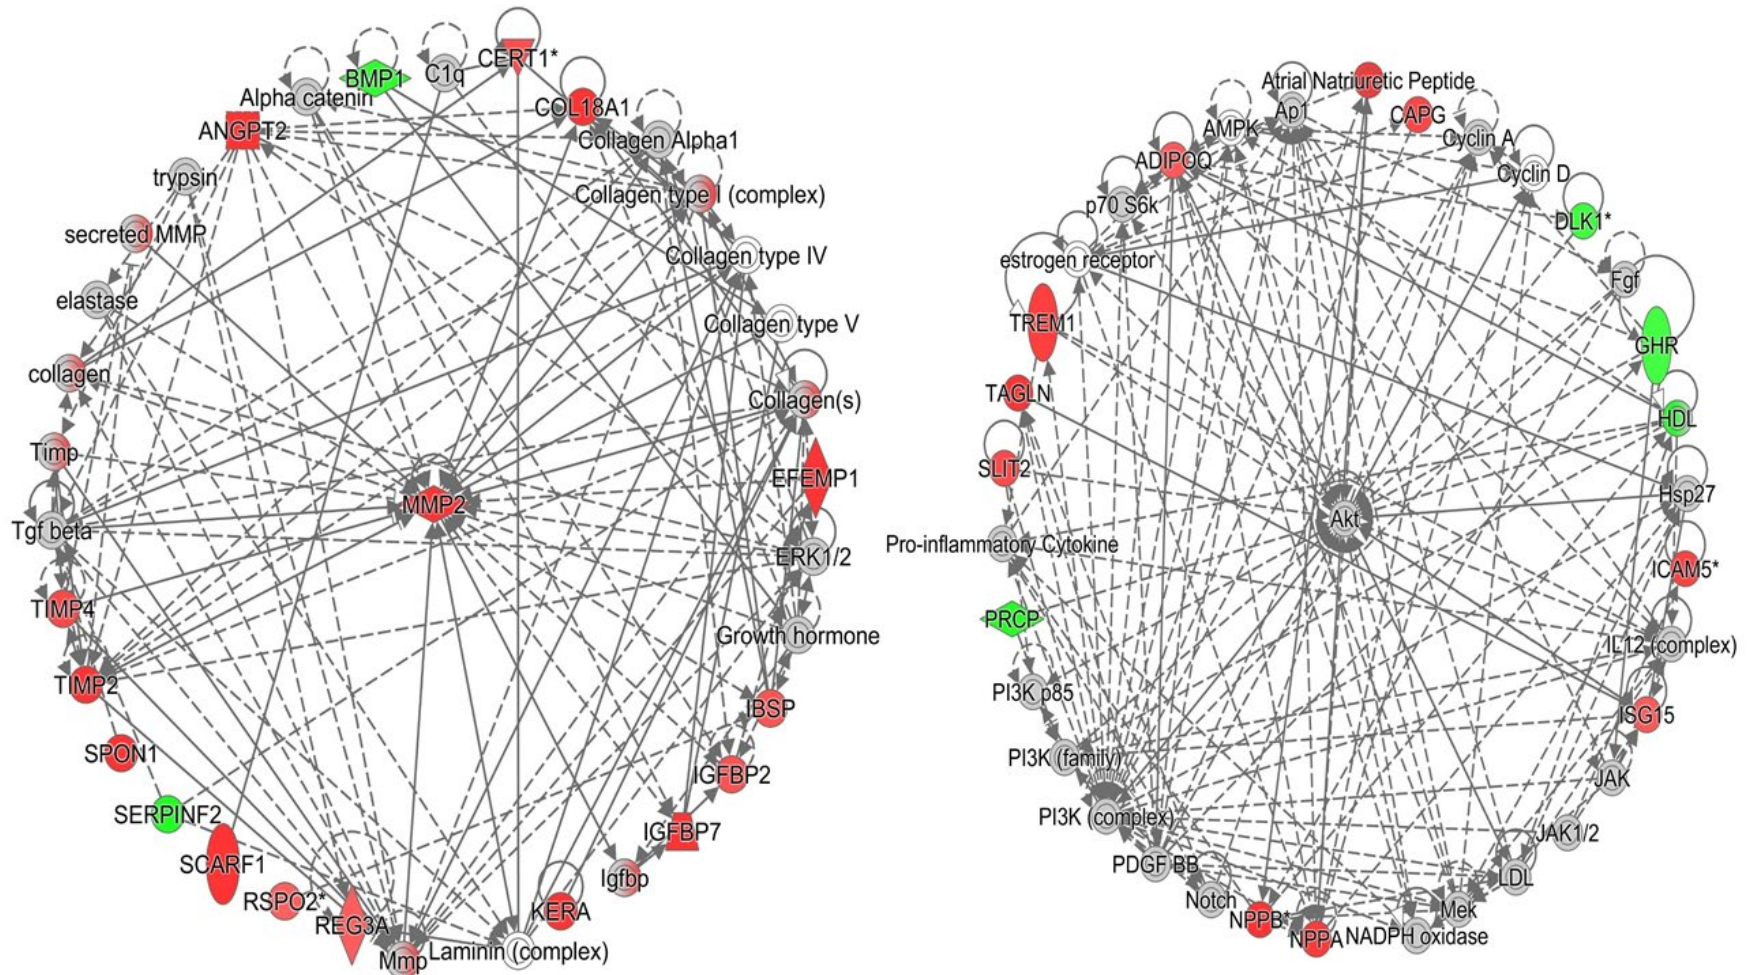 CERT1*
C1q
BMP1
Alpha catenin
COL18A1
ANGPT2
Collagen Alpha1
trypsin
Collagen type I (complex)
secreted MMP
Collagen type IV
elastase
Collagen type V
collagen
Collagen(s)
Timp
EFEMP1
MMP2
Tgf beta
ERK1/2
TIMP4
Growth hormone
TIMP2
IBSP
SPON1
IGFBP2
SERPINF2
IGFBP7
SCARF1
Igfbp
RSPO2*
KERA
REG3A
Laminin (complex)
Mmp
Atrial Natriuretic Peptide
Ap1
CAPG
AMPK
Cyclin A
ADIPOQ
Cyclin D
p70 S6k
DLK1*
estrogen receptor
Fgf
TREM1
GHR
TAGLN
HDL
SLIT2
Hsp27
Akt
Pro-inflammatory Cytokine
ICAM5*
PRCP
IL12 (complex)
PI3K p85
ISG15
PI3K (family)
JAK
PI3K (complex)
JAK1/2
PDGF BB
LDL
Notch
Mek
NPPB*
NPPA
NADPH oxidase